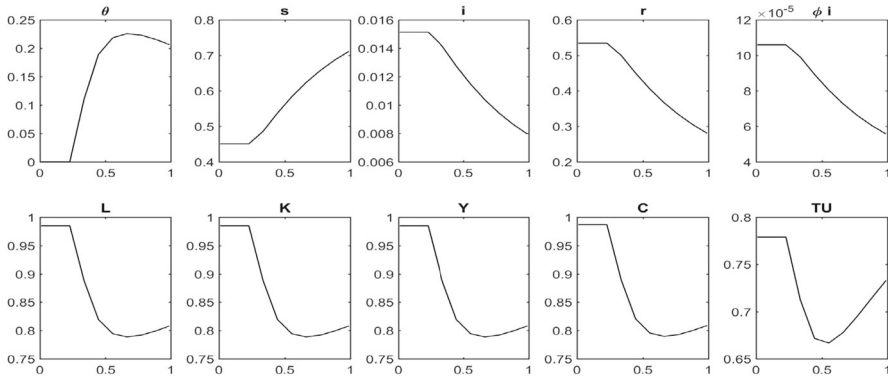 θ s i r φ i
× 10-5
0.25 0.8 0.016 0.6 12
0.2 0.7 0.014 0.5 10
0.15 0.6 0.012 0.4 8
0.1 0.5 0.010 0.3 6
0.05 0.4 0.008 0.2 4
0 0.006
0 0.5 1 0 0.5 1 0 0.5 1 0 0.5 1 0 0.5 1
L K Y C TU
1 1 1 1 0.8
0.95 0.95 0.95 0.95
0.9 0.9 0.9 0.9 0.75
0.85 0.85 0.85 0.85
0.8 0.8 0.8 0.8 0.7
0.75 0.75 0.75 0.75 0.65
0 0.5 1 0 0.5 1 0 0.5 1 0 0.5 1 0 0.5 1